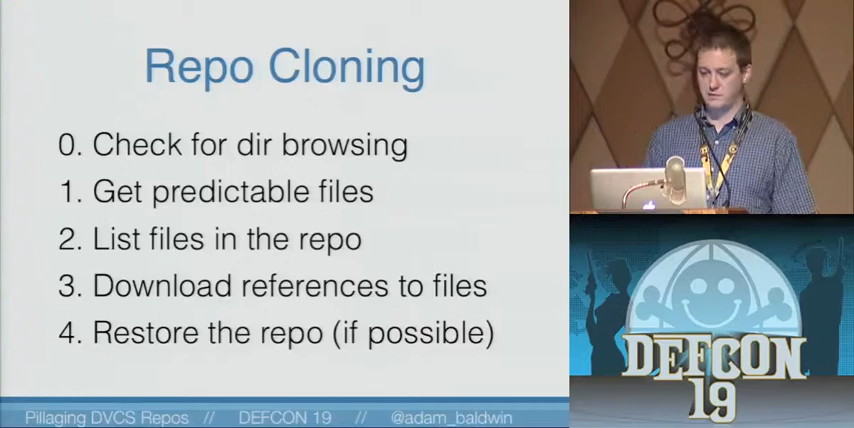 Repo Cloning
0. Check for dir browsing
1. Get predictable files
2. List files in the repo
3. Download references to files
4. Restore the repo (if possible)
Pillaging DVCS Repos // DEFCON 19 // @adam_baldwin
DEFCON
19